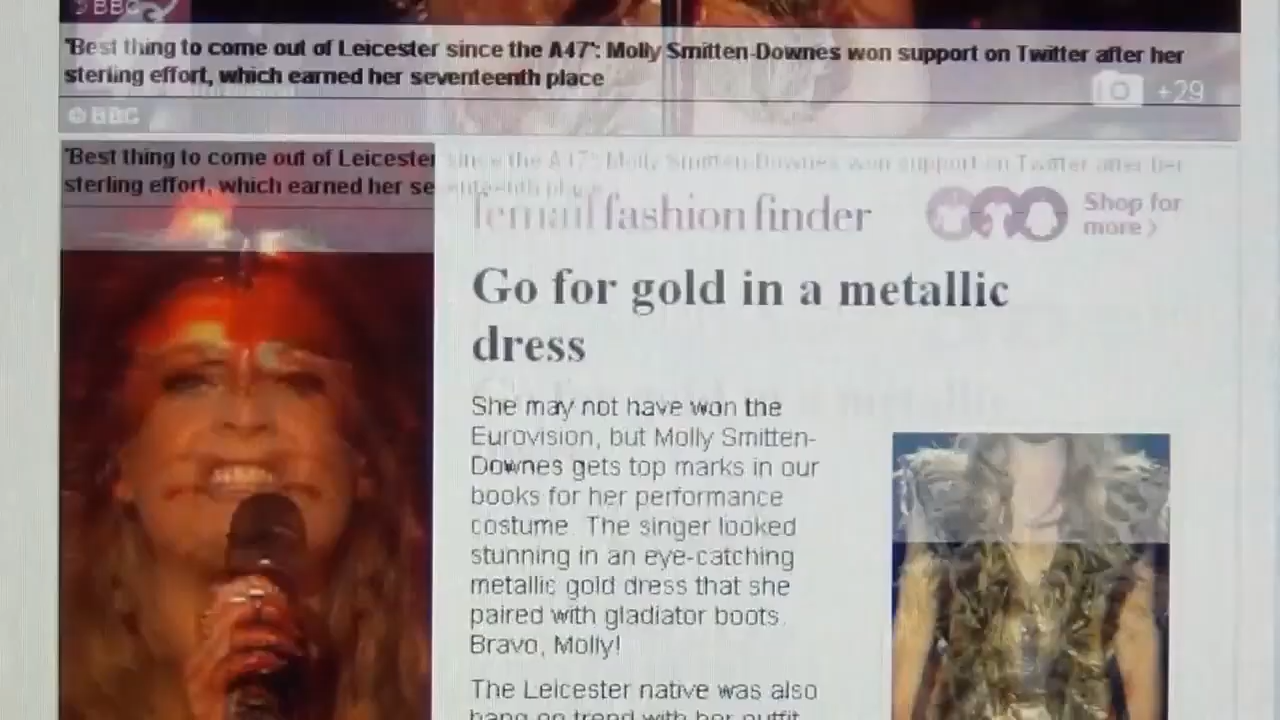 BBC
'Best thing to come out of Leicester since the A47': Molly Smitten-Downes won support on Twitter after her
sterling effort, which earned her seventeenth place
+29
© BBC
'Best thing to come out of Leicester since the A47': Molly Smitten-Downes won support on Twitter after her
sterling effort, which earned her seventeenth place
femail fashion finder
Shop for
more >
Go for gold in a metallic
dress
She may not have won the
Eurovision, but Molly Smitten-
Downes gets top marks in our
books for her performance
costume. The singer looked
stunning in an eye-catching
metallic gold dress that she
paired with gladiator boots.
Bravo, Molly!
The Leicester native was also
bang on trend with her outfit